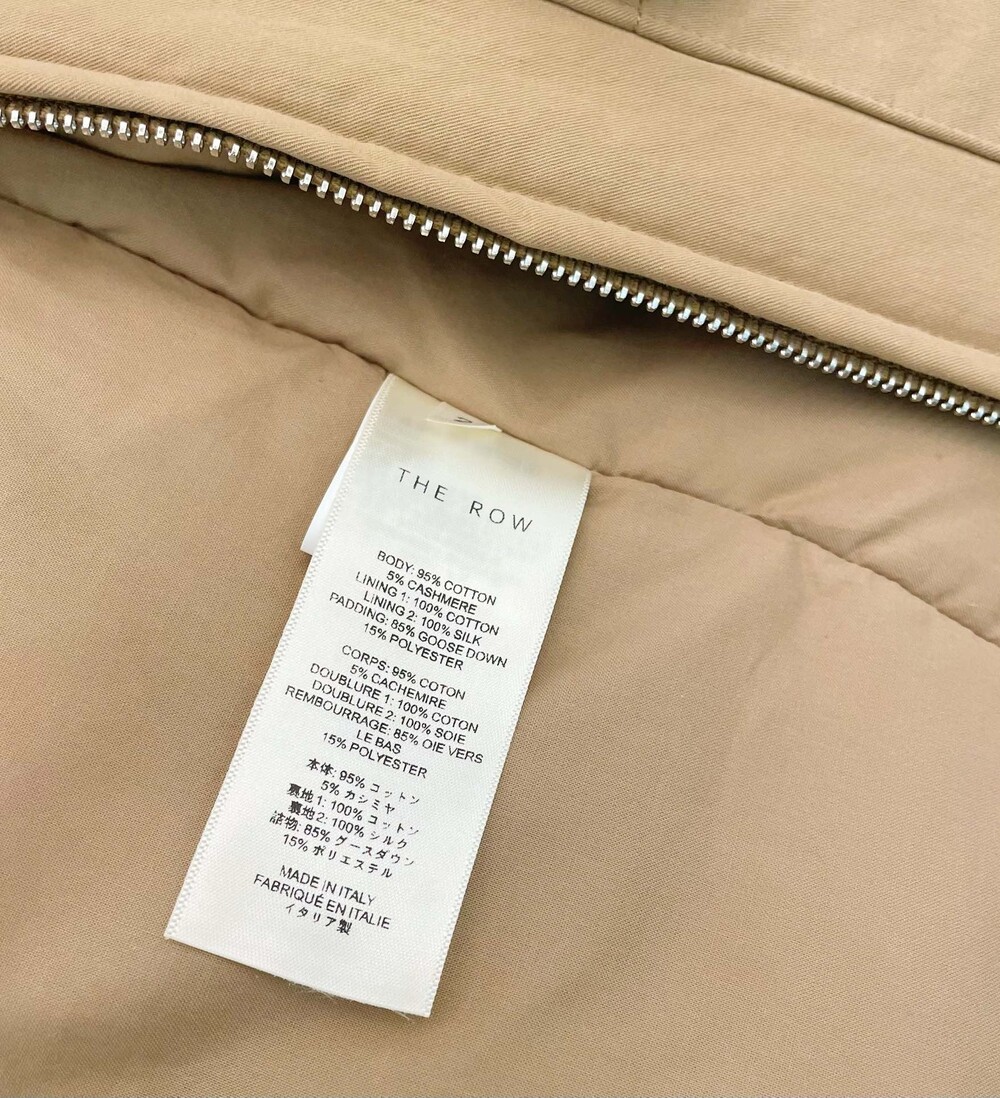 THE ROW
BODY: 95% COTTON
5% CASHMERE
LINING 1: 100% COTTON
LINING 2: 100% SILK
PADDING: 85% GOOSE DOWN
15% POLYESTER
CORPS: 95% COTON
5% CACHEMIRE
DOUBLURE 1: 100% COTON
DOUBLURE 2: 100% SOIE
REMBOURRAGE: 85% OIE VERS
LE BAS
15% POLYESTER
本体: 95% コットン
5% カシミヤ
裏地1: 100% コットン
裏地2: 100% シルク
詰物: 85% グースダウン
15% ポリエステル
MADE IN ITALY
FABRIQUÉ EN ITALIE
イタリア製